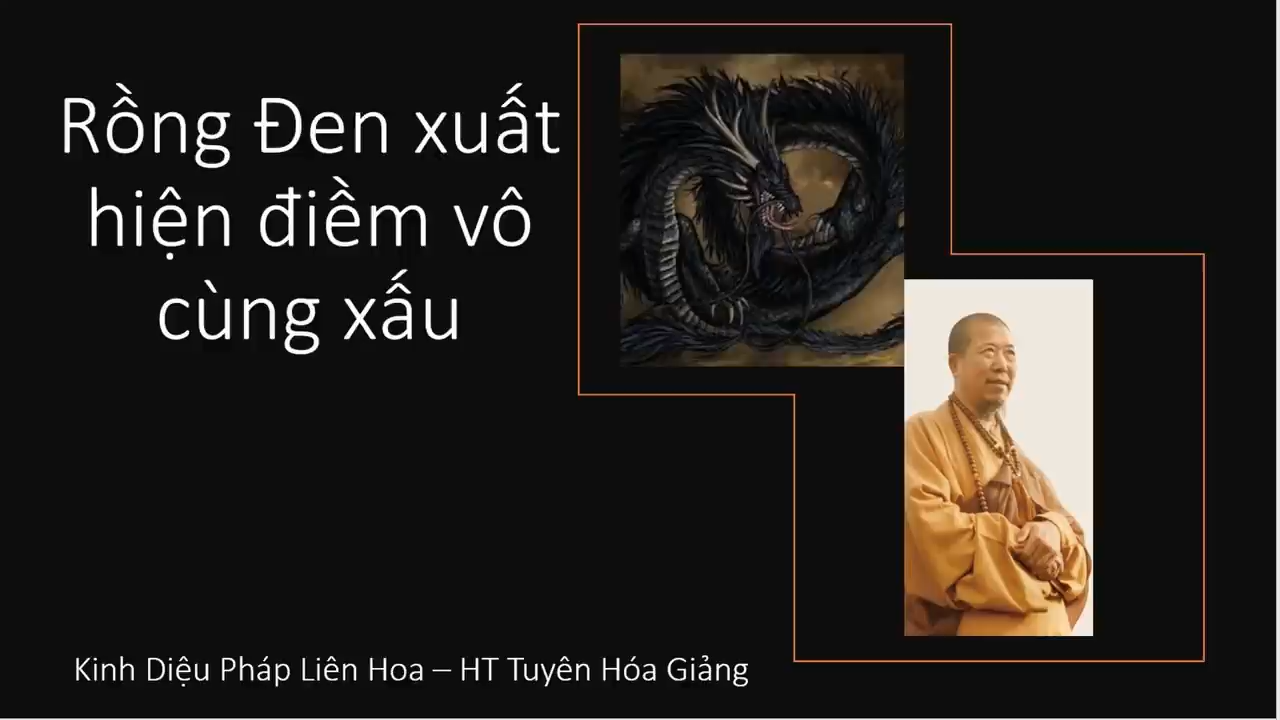 Rồng Đen xuất
hiện điềm vô
cùng xấu
Kinh Diệu Pháp Liên Hoa – HT Tuyên Hóa Giảng